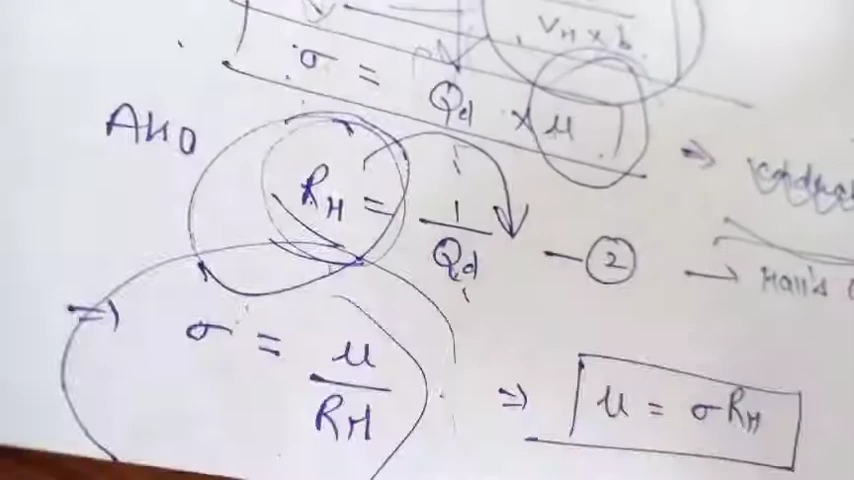 V_H × b
σ = Q_d × μ
ALSO R_H = 1/Q_d — ② → Hall's
⇒ σ = μ/R_H ⇒ μ = σR_H